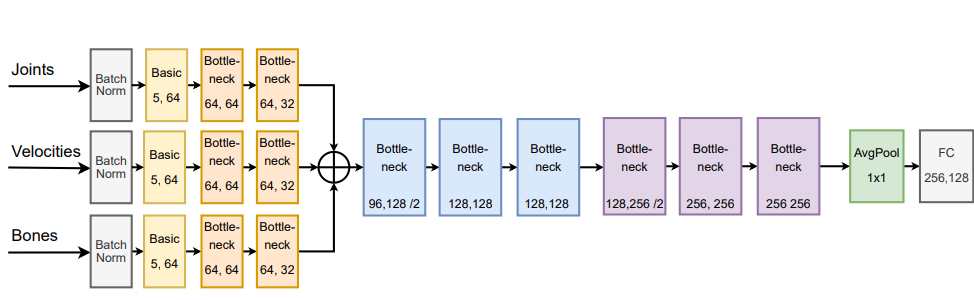 Joints
Batch
Norm
Basic
5, 64
Bottle-
neck
64, 64
Bottle-
neck
64, 32
Velocities
Batch
Norm
Basic
5, 64
Bottle-
neck
64, 64
Bottle-
neck
64, 32
Bones
Batch
Norm
Basic
5, 64
Bottle-
neck
64, 64
Bottle-
neck
64, 32
Bottle-
neck
96,128 /2
Bottle-
neck
128,128
Bottle-
neck
128,128
Bottle-
neck
128,256 /2
Bottle-
neck
256, 256
Bottle-
neck
256 256
AvgPool
1x1
FC
256,128